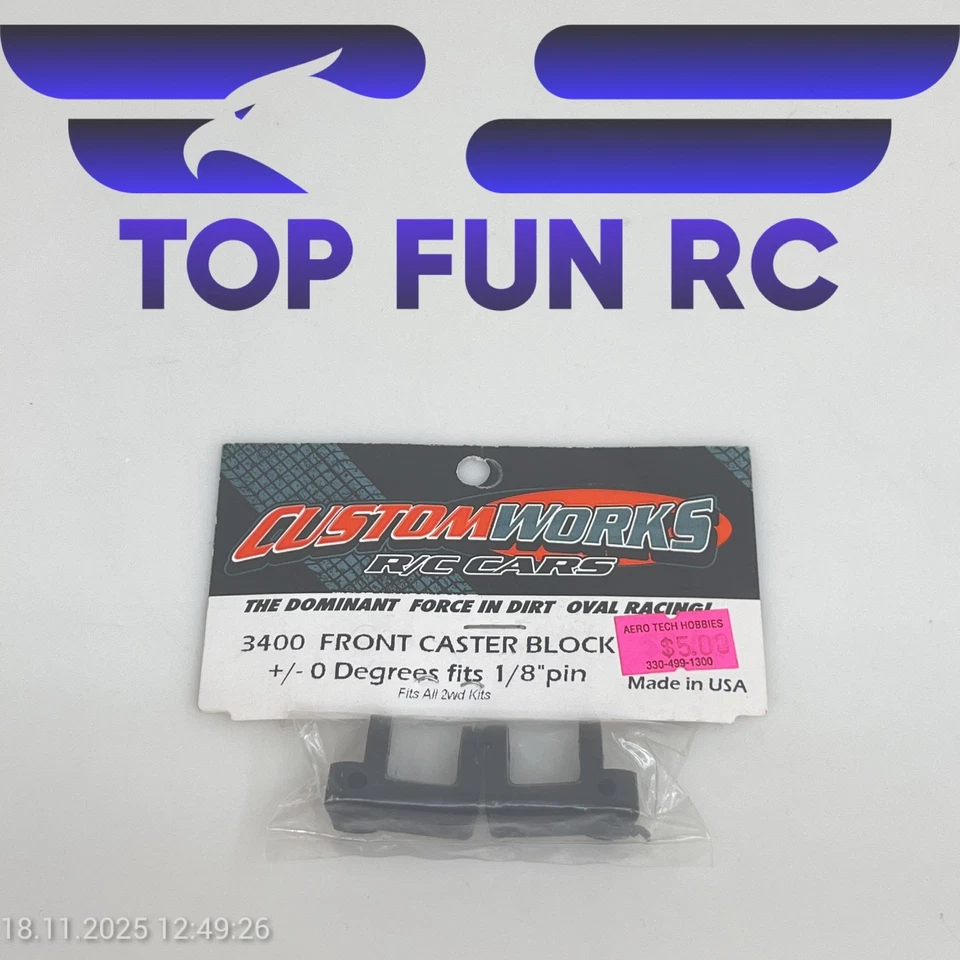 TOP FUN RC
CUSTOMWORKS
R/C CARS
THE DOMINANT FORCE IN DIRT OVAL RACING!
3400 FRONT CASTER BLOCK
+/- 0 Degrees fits 1/8"pin
Fits All 2wd Kits
AERO TECH HOBBIES
$5.00
330-499-1300
Made in USA
18.11.2025 12:49:26